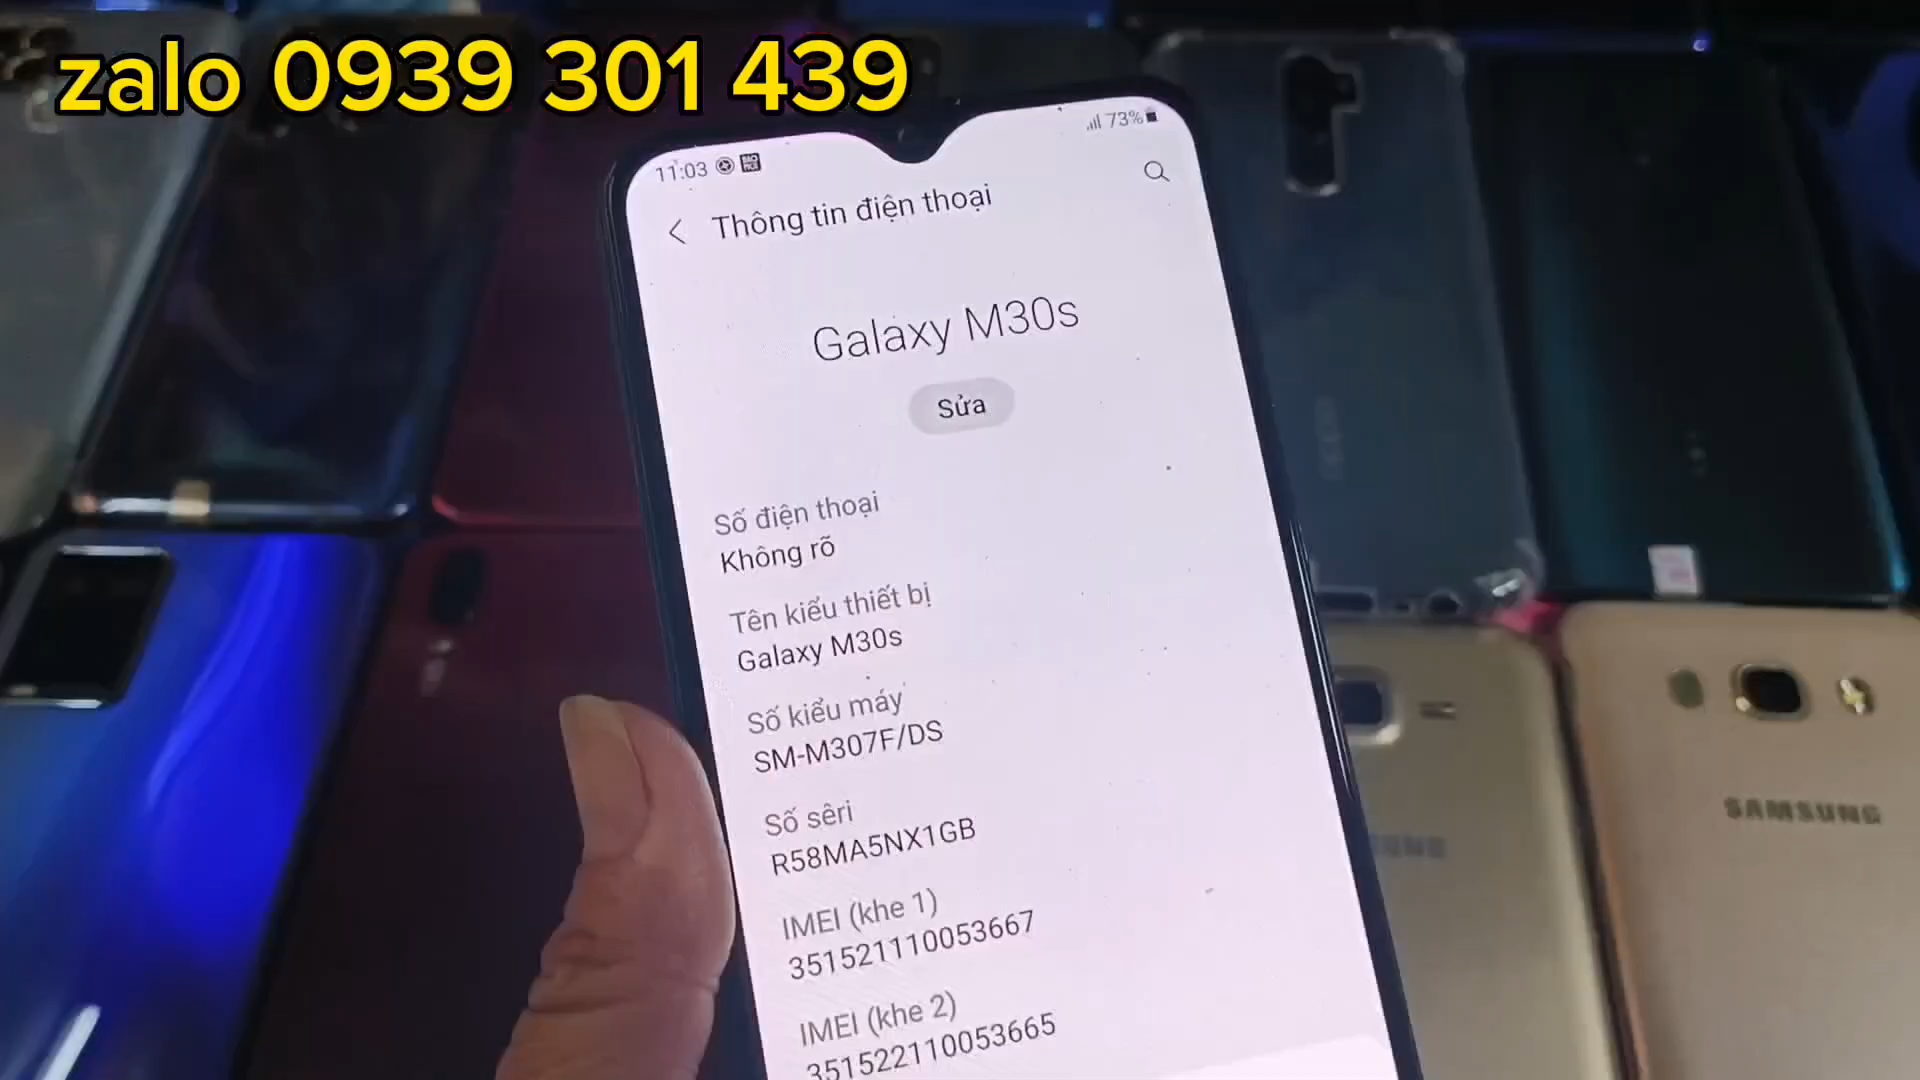 zalo 0939 301 439
11:03
73%
Thông tin điện thoại
Galaxy M30s
Sửa
Số điện thoại
Không rõ
Tên kiểu thiết bị
Galaxy M30s
Số kiểu máy
SM-M307F/DS
Số sêri
R58MA5NX1GB
IMEI (khe 1)
351521110053667
IMEI (khe 2)
351522110053665
SAMSUNG